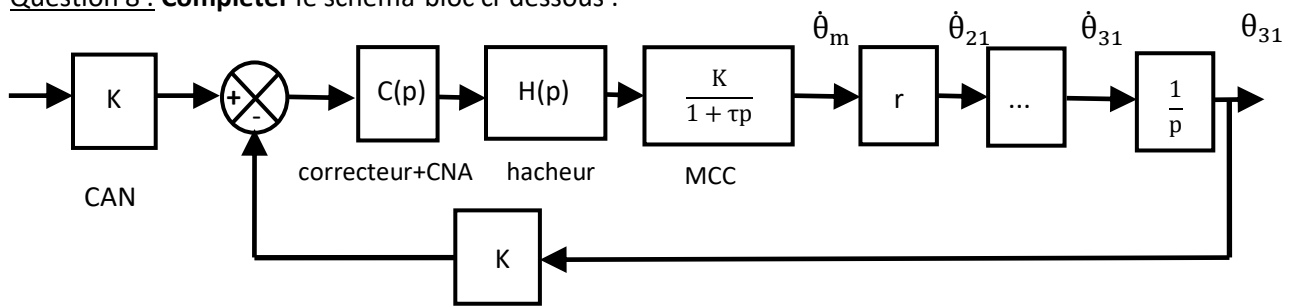 Question 8 : Compléter le schéma-bloc ci-dessous :
θ̇m θ̇21 θ̇31 θ31
K + - C(p) H(p) K/(1 + τp) r ... 1/p
correcteur+CNA hacheur MCC
CAN
K